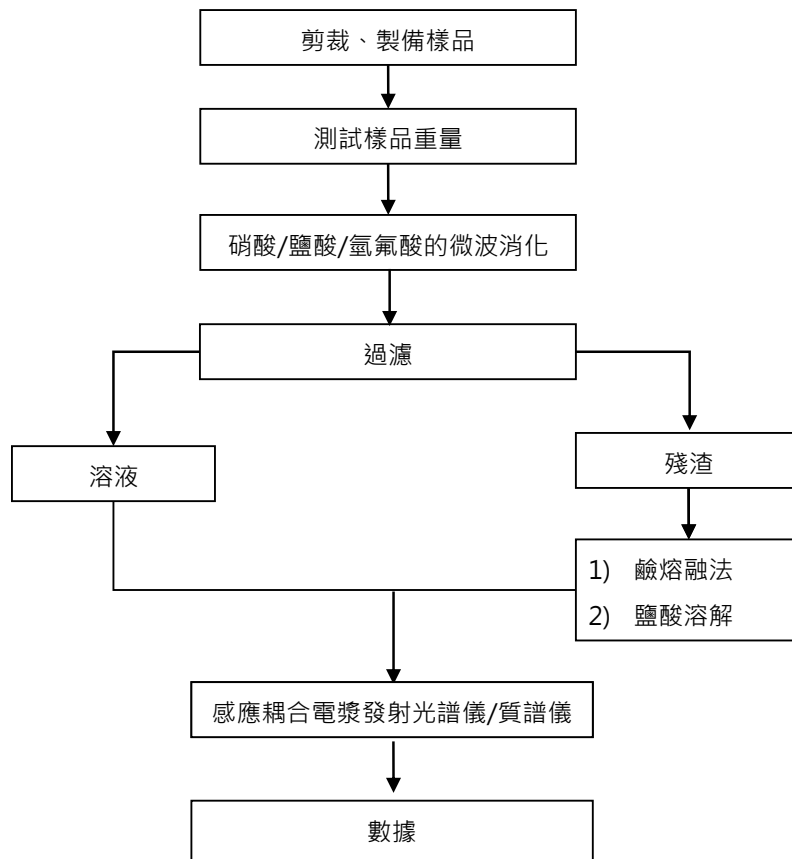 剪裁、製備樣品
測試樣品重量
硝酸/鹽酸/氫氟酸的微波消化
過濾
溶液
殘渣
1) 鹼熔融法
2) 鹽酸溶解
感應耦合電漿發射光譜儀/質譜儀
數據